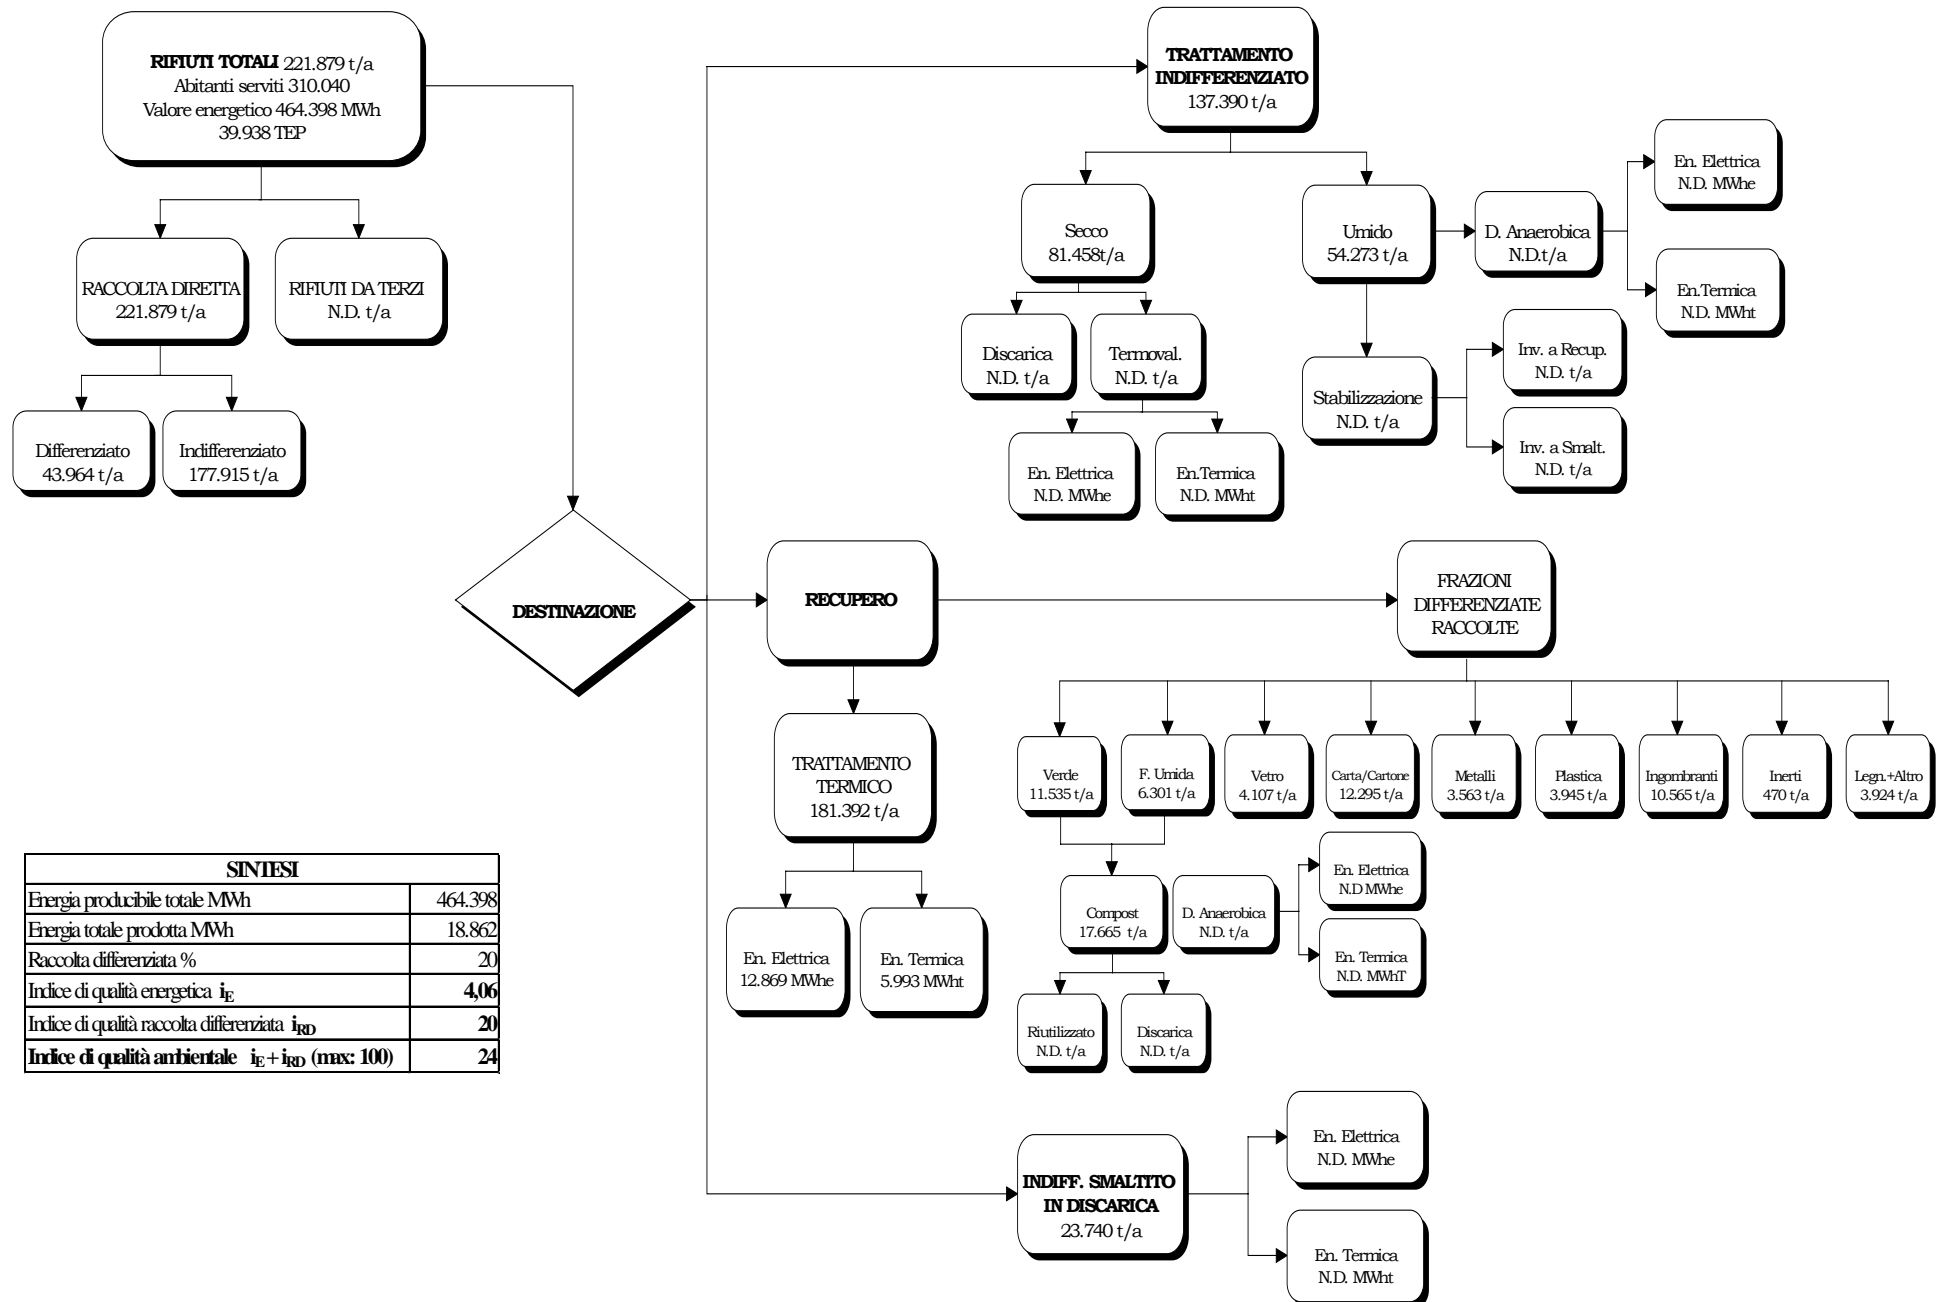 RIFIUTI TOTALI 221.879 t/a
Abitanti serviti 310.040
Valore energetico 464.398 MWh
39.938 TEP
RACCOLTA DIRETTA
221.879 t/a
RIFIUTI DA TERZI
N.D. t/a
Differenziato
43.964 t/a
Indifferenziato
177.915 t/a
DESTINAZIONE
TRATTAMENTO
INDIFFERENZIATO
137.390 t/a
Secco
81.458t/a
Umido
54.273 t/a
D. Anaerobica
N.D.t/a
En. Elettrica
N.D. MWhe
En.Termica
N.D. MWht
Discarica
N.D. t/a
Termoval.
N.D. t/a
En. Elettrica
N.D. MWhe
En.Termica
N.D. MWht
Stabilizzazione
N.D. t/a
Inv. a Recup.
N.D. t/a
Inv. a Smalt.
N.D. t/a
RECUPERO
FRAZIONI
DIFFERENZIATE
RACCOLTE
TRATTAMENTO
TERMICO
181.392 t/a
En. Elettrica
12.869 MWhe
En. Termica
5.993 MWht
Verde
11.535 t/a
F. Umida
6.301 t/a
Vetro
4.107 t/a
Carta/Cartone
12.295 t/a
Metalli
3.563 t/a
Plastica
3.945 t/a
Ingombranti
10.565 t/a
Inerti
470 t/a
Legn.+Altro
3.924 t/a
Compost
17.665 t/a
D. Anaerobica
N.D. t/a
En. Elettrica
N.D MWhe
En. Termica
N.D. MWhT
Riutilizzato
N.D. t/a
Discarica
N.D. t/a
INDIFF. SMALTITO
IN DISCARICA
23.740 t/a
En. Elettrica
N.D. MWhe
En. Termica
N.D. MWht
SINTESI
Energia producibile totale MWh 464.398
Energia totale prodotta MWh 18.862
Raccolta differenziata % 20
Indice di qualità energetica iE 4,06
Indice di qualità raccolta differenziata iRD 20
Indice di qualità ambientale iE + iRD (max: 100) 24